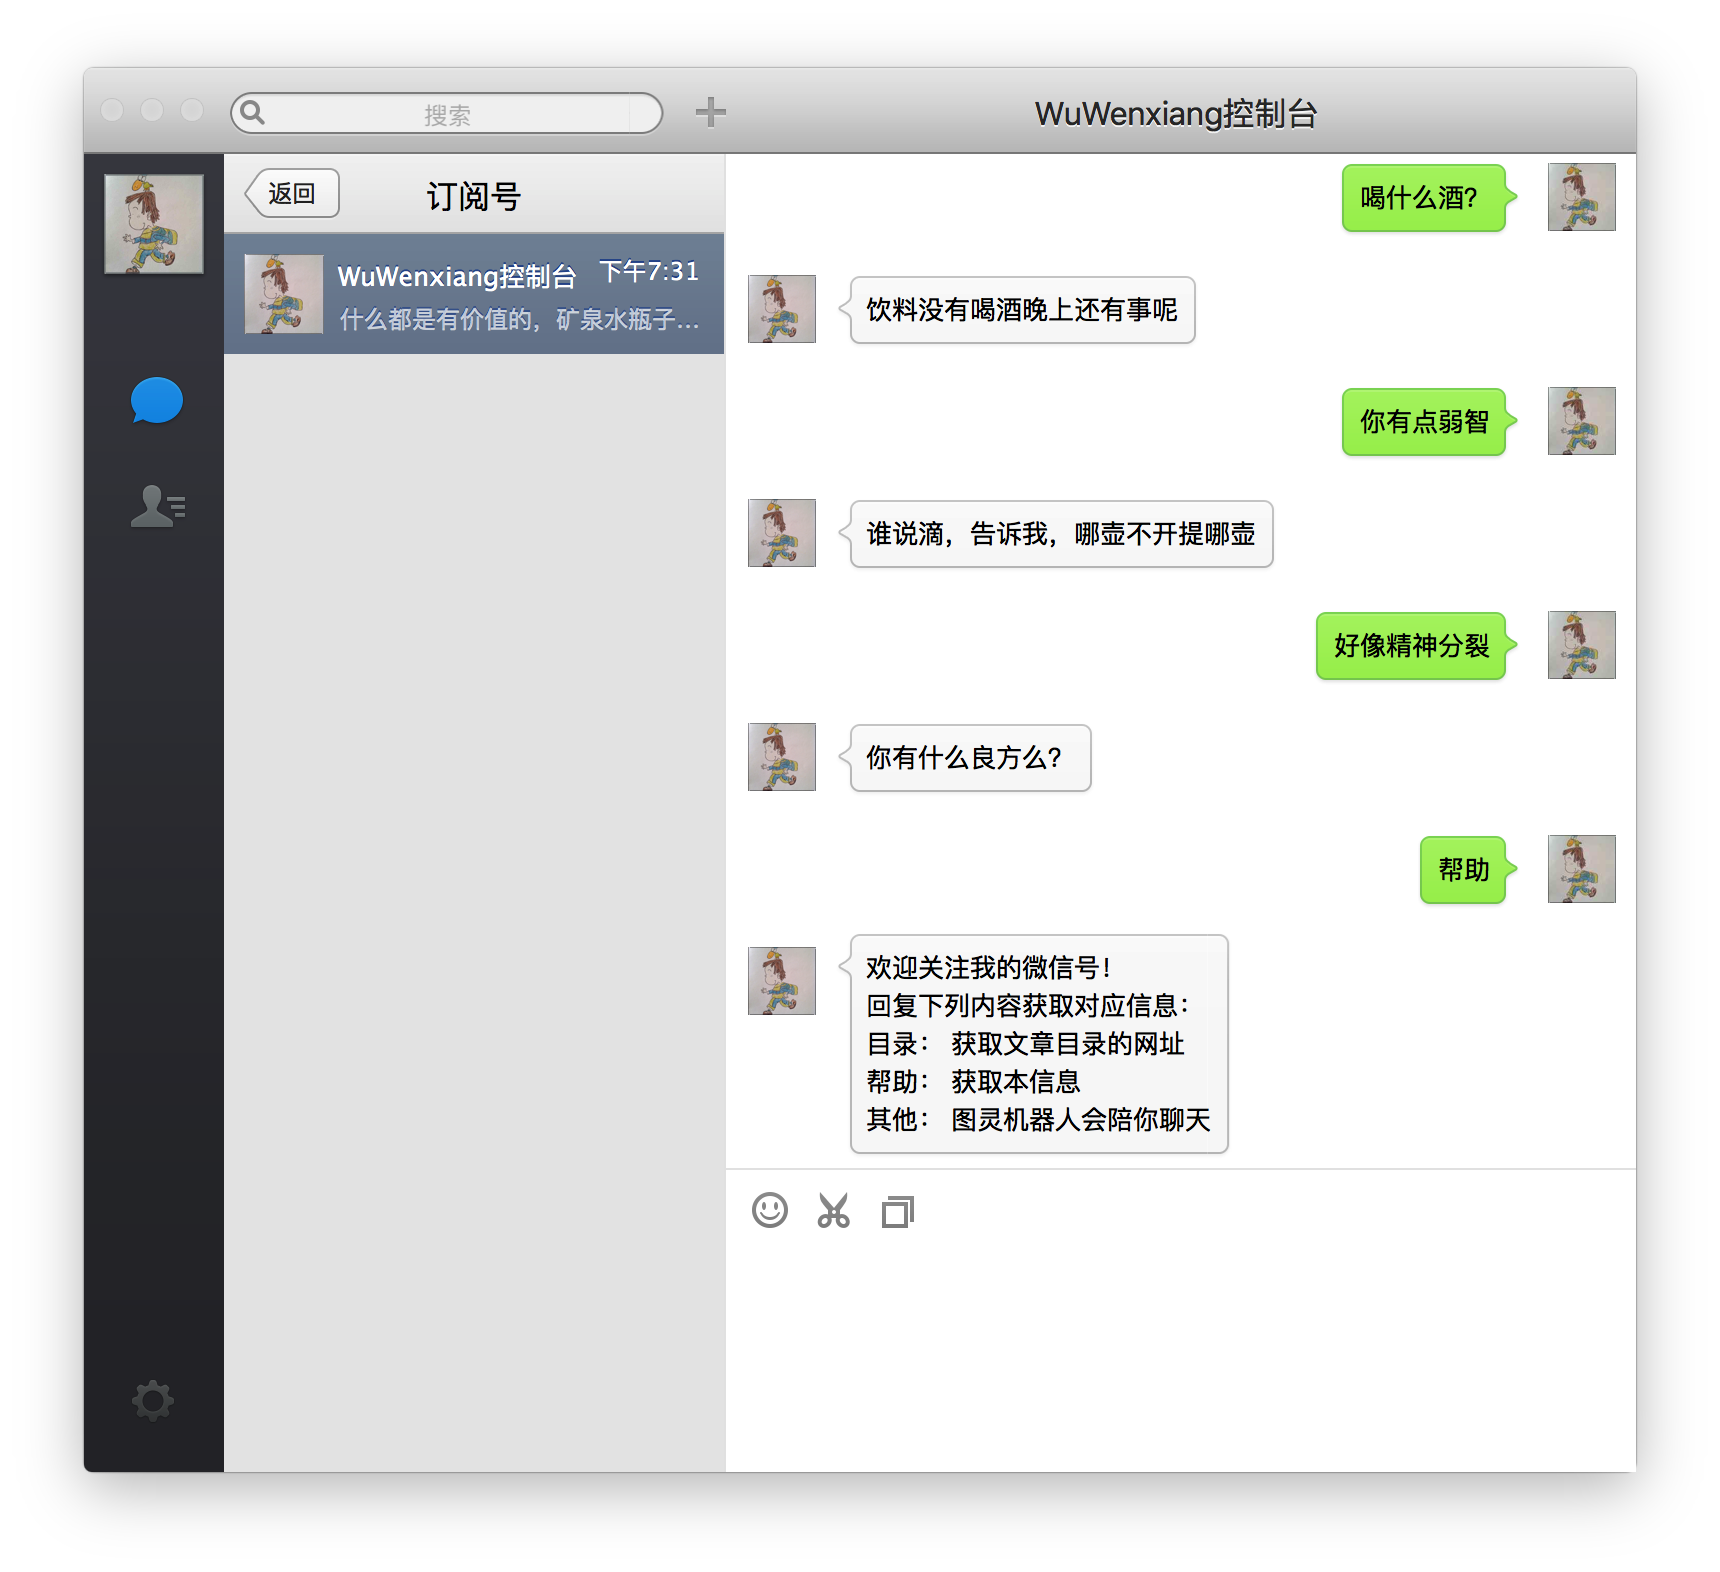 搜索
WuWenxiang控制台
返回
订阅号
WuWenxiang控制台 下午7:31
什么都是有价值的，矿泉水瓶子...
喝什么酒？
饮料没有喝酒晚上还有事呢
你有点弱智
谁说滴，告诉我，哪壶不开提哪壶
好像精神分裂
你有什么良方么？
帮助
欢迎关注我的微信号！
回复下列内容获取对应信息：
目录： 获取文章目录的网址
帮助： 获取本信息
其他： 图灵机器人会陪你聊天